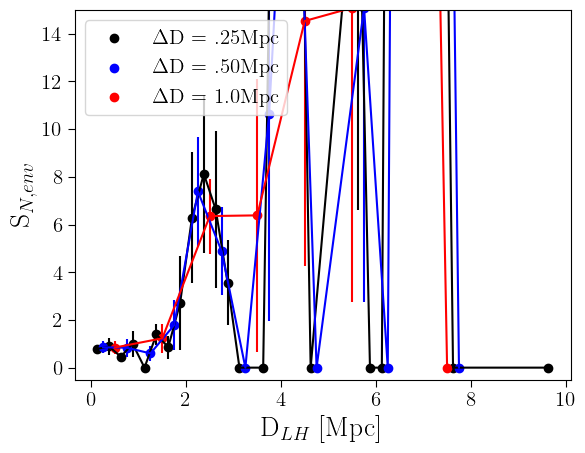 14
12
10
8
6
4
2
0
ΔD = .25Mpc
ΔD = .50Mpc
ΔD = 1.0Mpc
S_{N,env}
0 2 4 6 8 10
D_{LH} [Mpc]